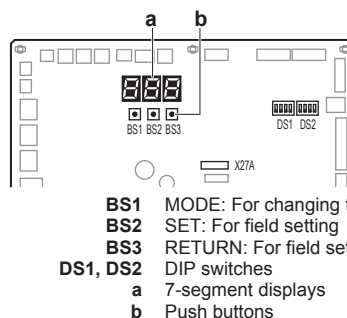 a b
888
BS1 BS2 BS3 DS1 DS2
X27A
BS1 MODE: For changing
BS2 SET: For field setting
BS3 RETURN: For field
DS1, DS2 DIP switches
a 7-segment displays
b Push buttons